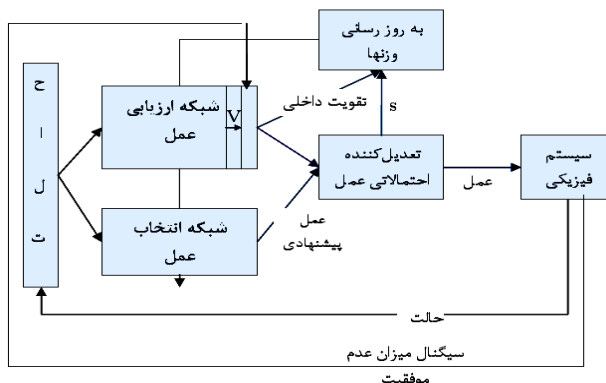 به روز رسانی
وزنها
ح
ا
ل
ت
شبکه ارزیابی
عمل
V
تقویت داخلی
s
تعدیل‌کننده
احتمالاتی عمل
عمل
سیستم
فیزیکی
شبکه انتخاب
عمل
عمل
پیشنهادی
حالت
سیگنال میزان عدم
موفقیت